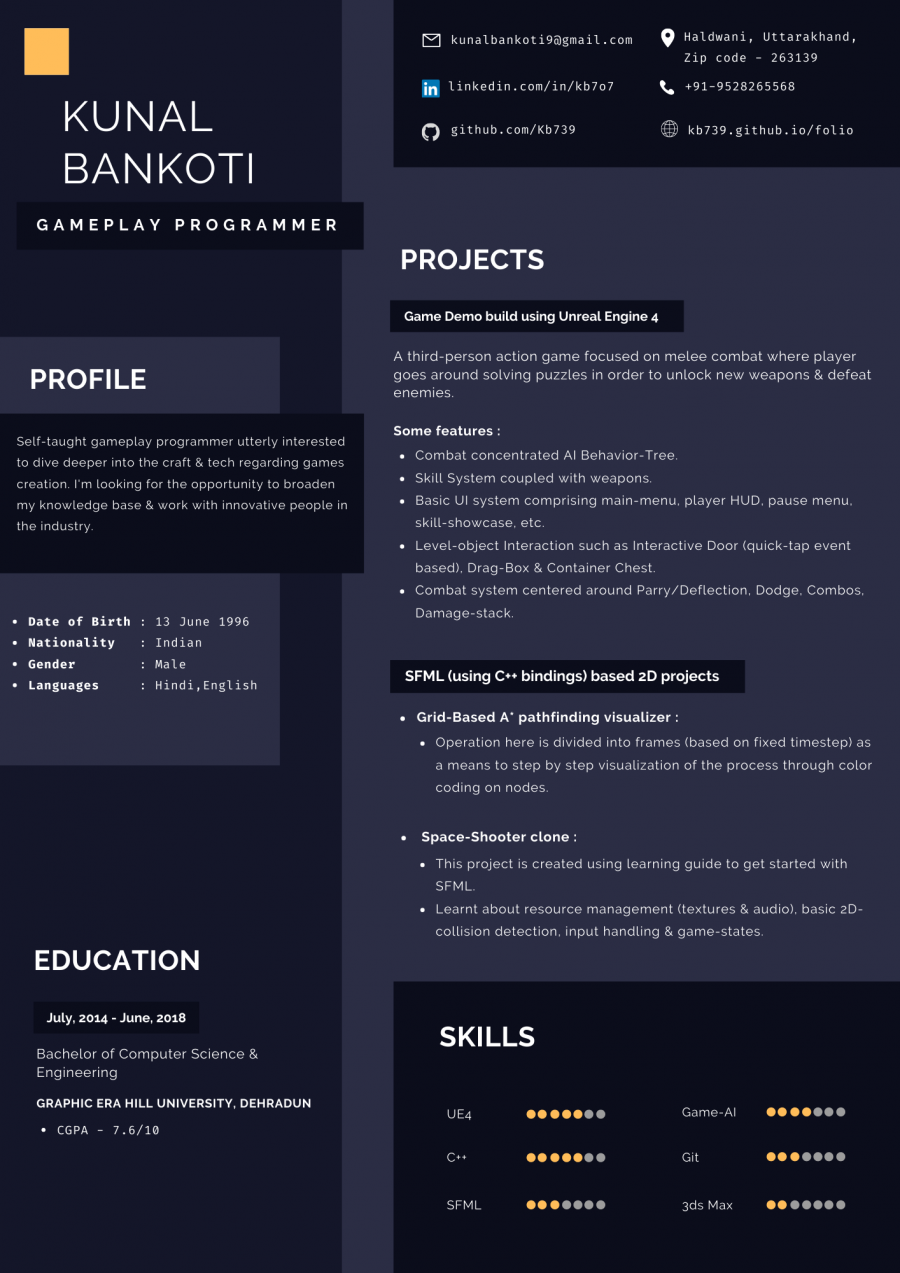 KUNAL
BANKOTI
GAMEPLAY PROGRAMMER
kunalbankoti9@gmail.com
Haldwani, Uttarakhand,
Zip code - 263139
linkedin.com/in/kb7o7
+91-9528265568
github.com/Kb739
kb739.github.io/folio
PROFILE
Self-taught gameplay programmer utterly interested
to dive deeper into the craft & tech regarding games
creation. I'm looking for the opportunity to broaden
my knowledge base & work with innovative people in
the industry.
• Date of Birth : 13 June 1996
• Nationality : Indian
• Gender : Male
• Languages : Hindi,English
EDUCATION
July, 2014 - June, 2018
Bachelor of Computer Science &
Engineering
GRAPHIC ERA HILL UNIVERSITY, DEHRADUN
• CGPA - 7.6/10
PROJECTS
Game Demo build using Unreal Engine 4
A third-person action game focused on melee combat where player
goes around solving puzzles in order to unlock new weapons & defeat
enemies.
Some features :
• Combat concentrated AI Behavior-Tree.
• Skill System coupled with weapons.
• Basic UI system comprising main-menu, player HUD, pause menu,
skill-showcase, etc.
• Level-object Interaction such as Interactive Door (quick-tap event
based), Drag-Box & Container Chest.
• Combat system centered around Parry/Deflection, Dodge, Combos,
Damage-stack.
SFML (using C++ bindings) based 2D projects
• Grid-Based A* pathfinding visualizer :
• Operation here is divided into frames (based on fixed timestep) as
a means to step by step visualization of the process through color
coding on nodes.
• Space-Shooter clone :
• This project is created using learning guide to get started with
SFML.
• Learnt about resource management (textures & audio), basic 2D-
collision detection, input handling & game-states.
SKILLS
UE4
Game-AI
C++
Git
SFML
3ds Max